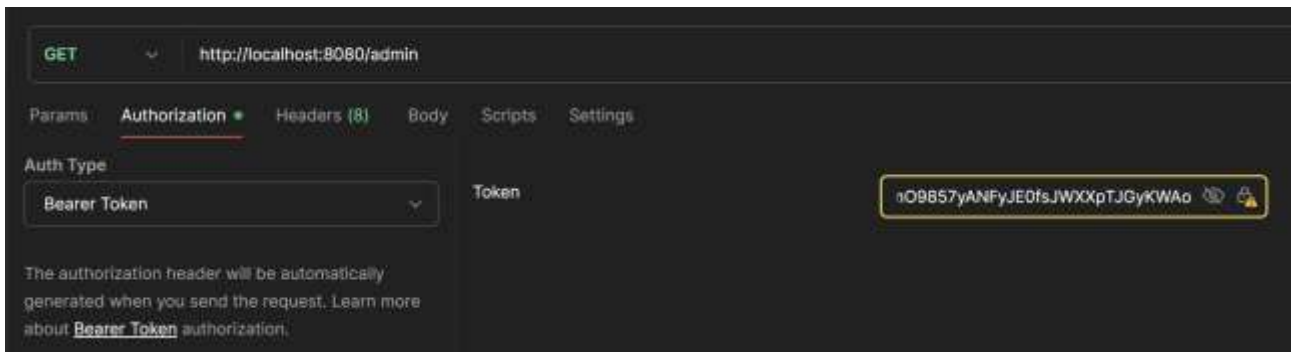 GET http://localhost:8080/admin
Params Authorization Headers (8) Body Scripts Settings
Auth Type
Bearer Token
Token
nO9857yANFyJE0fsJWXXpTJGyKWAo
The authorization header will be automatically
generated when you send the request. Learn more
about Bearer Token authorization.